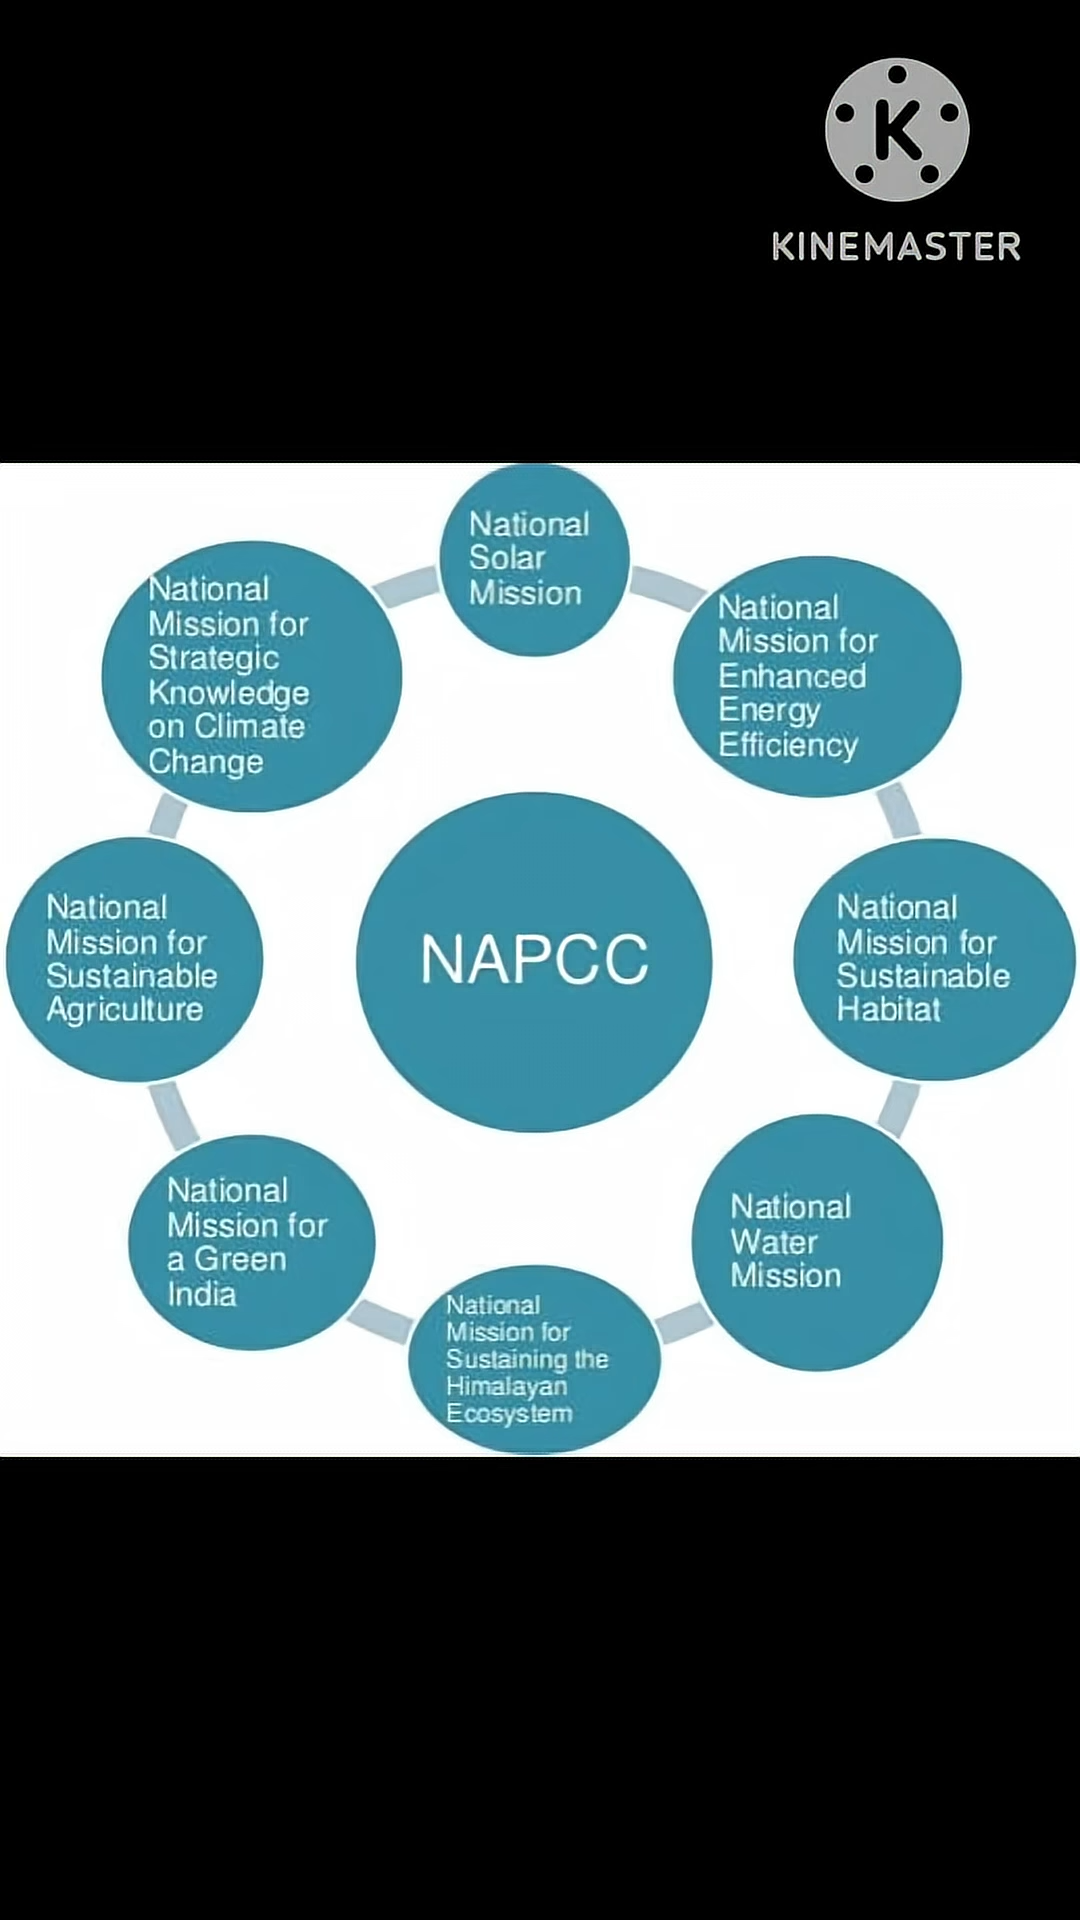 K
KINEMASTER
National
Solar
Mission
National
Mission for
Enhanced
Energy
Efficiency
National
Mission for
Sustainable
Habitat
National
Water
Mission
National
Mission for
Sustaining the
Himalayan
Ecosystem
National
Mission for
a Green
India
National
Mission for
Sustainable
Agriculture
National
Mission for
Strategic
Knowledge
on Climate
Change
NAPCC